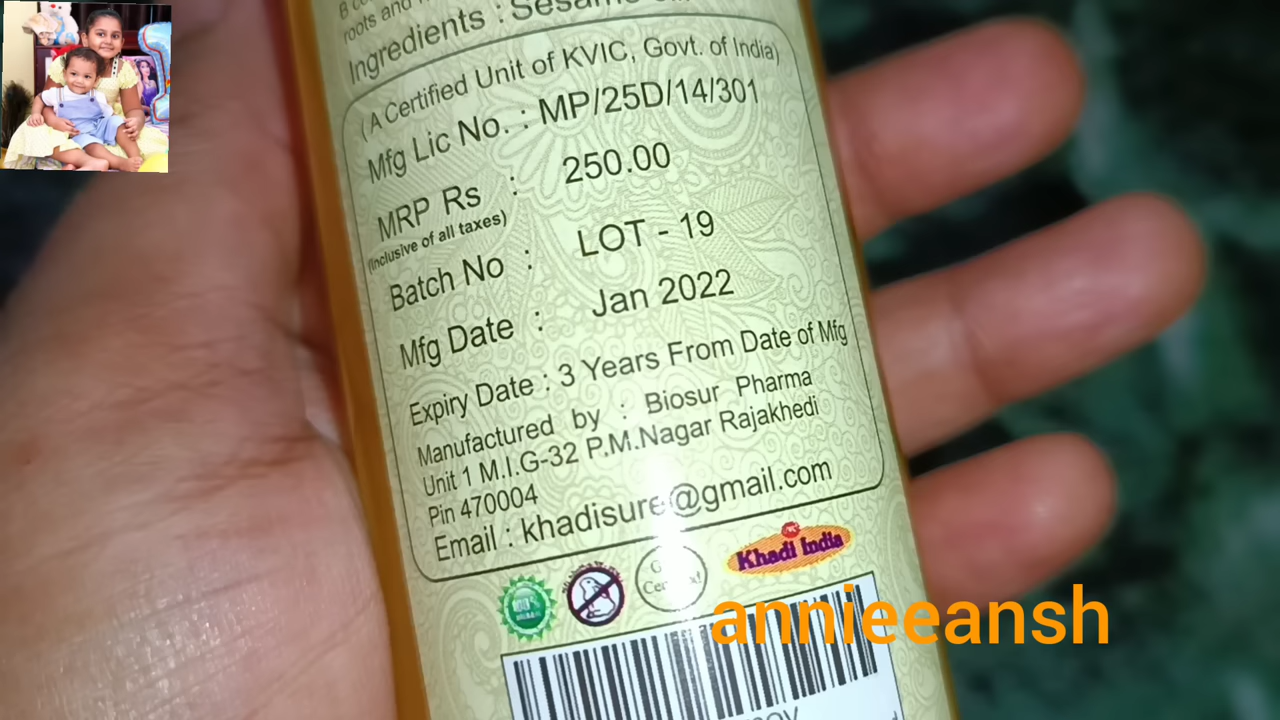 roots and
Ingredients : Sesame
(A Certified Unit of KVIC, Govt. of India)
Mfg Lic No. : MP/25D/14/301
MRP Rs : 250.00
(Inclusive of all taxes)
Batch No : LOT - 19
Mfg Date : Jan 2022
Expiry Date : 3 Years From Date of Mfg
Manufactured by : Biosur Pharma
Unit 1 M.I.G-32 P.M.Nagar Rajakhedi
Pin 470004
Email : khadisure@gmail.com
100%
Khadi India
annieeansh